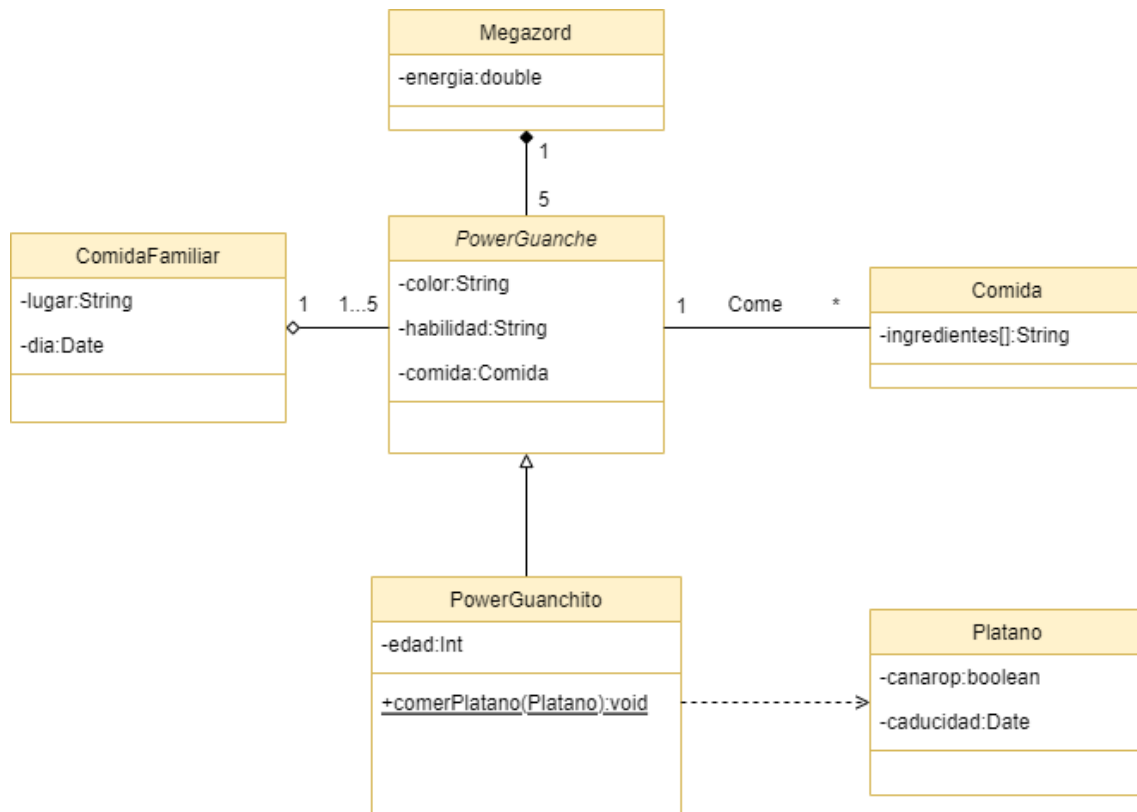 Megazord
-energia:double
1
5
PowerGuanche
-color:String
-habilidad:String
-comida:Comida
ComidaFamiliar
-lugar:String
-dia:Date
1 1...5
1 Come *
Comida
-ingredientes[]:String
PowerGuanchito
-edad:Int
+comerPlatano(Platano):void
Platano
-canarop:boolean
-caducidad:Date